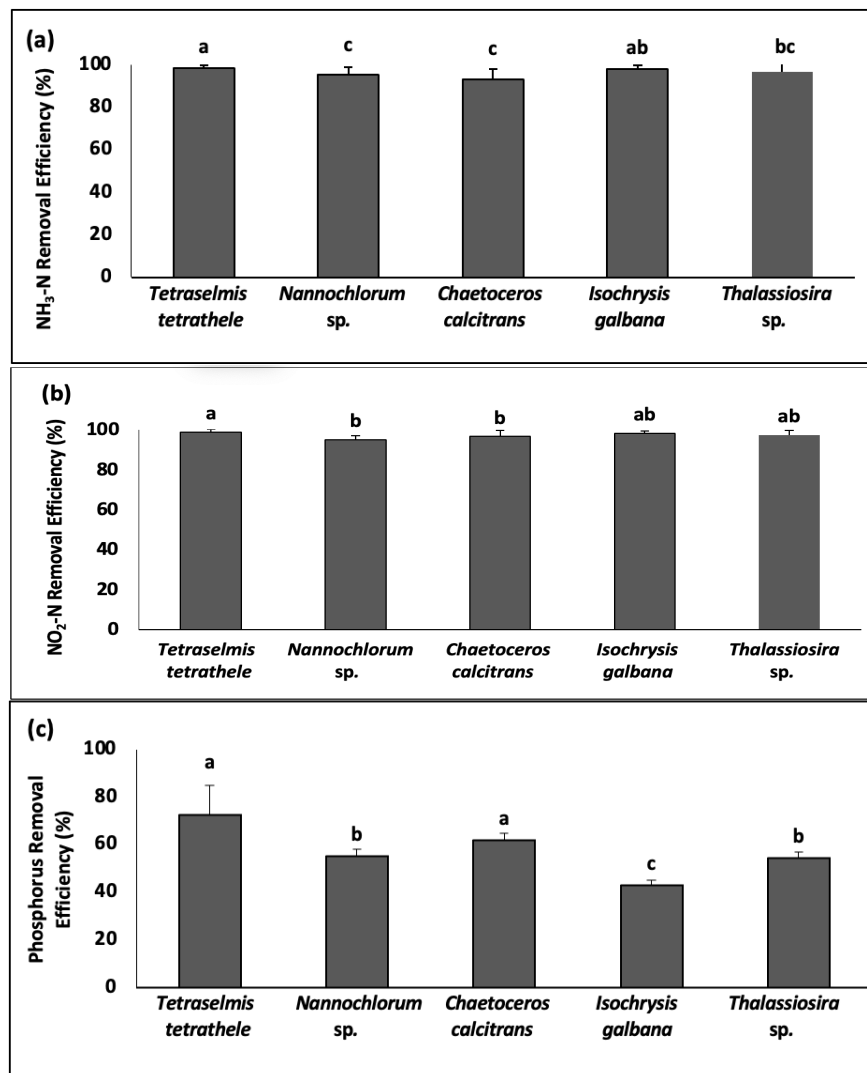 (a)
a c c ab bc
NH₃-N Removal Efficiency (%)
100
80
60
40
20
0
Tetraselmis Nannochlorum Chaetoceros Isochrysis Thalassiosira
tetrathele sp. calcitrans galbana sp.
(b)
a b b ab ab
NO₂-N Removal Efficiency (%)
100
80
60
40
20
0
Tetraselmis Nannochlorum Chaetoceros Isochrysis Thalassiosira
tetrathele sp. calcitrans galbana sp.
(c)
a b a c b
Phosphorus Removal
Efficiency (%)
100
80
60
40
20
0
Tetraselmis Nannochlorum Chaetoceros Isochrysis Thalassiosira
tetrathele sp. calcitrans galbana sp.